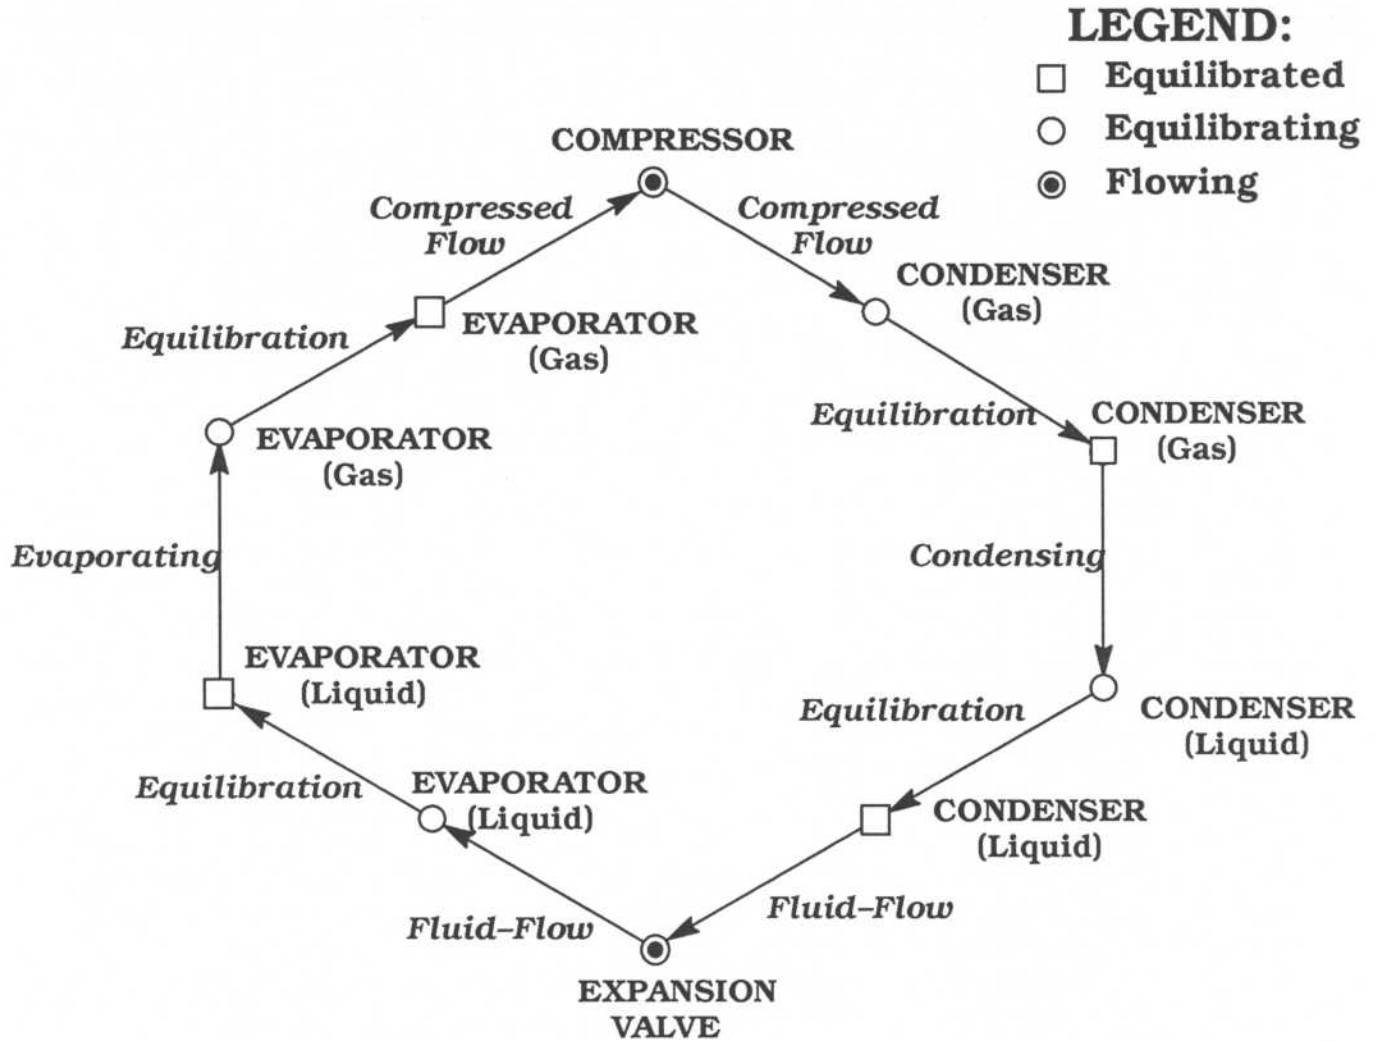 LEGEND:
Equilibrated
Equilibrating
Flowing
COMPRESSOR
Compressed
Flow
Compressed
Flow
CONDENSER
(Gas)
EVAPORATOR
(Gas)
Equilibration
Equilibration
CONDENSER
(Gas)
EVAPORATOR
(Gas)
Evaporating
Condensing
EVAPORATOR
(Liquid)
Equilibration
CONDENSER
(Liquid)
Equilibration
EVAPORATOR
(Liquid)
CONDENSER
(Liquid)
Fluid–Flow
Fluid–Flow
EXPANSION
VALVE